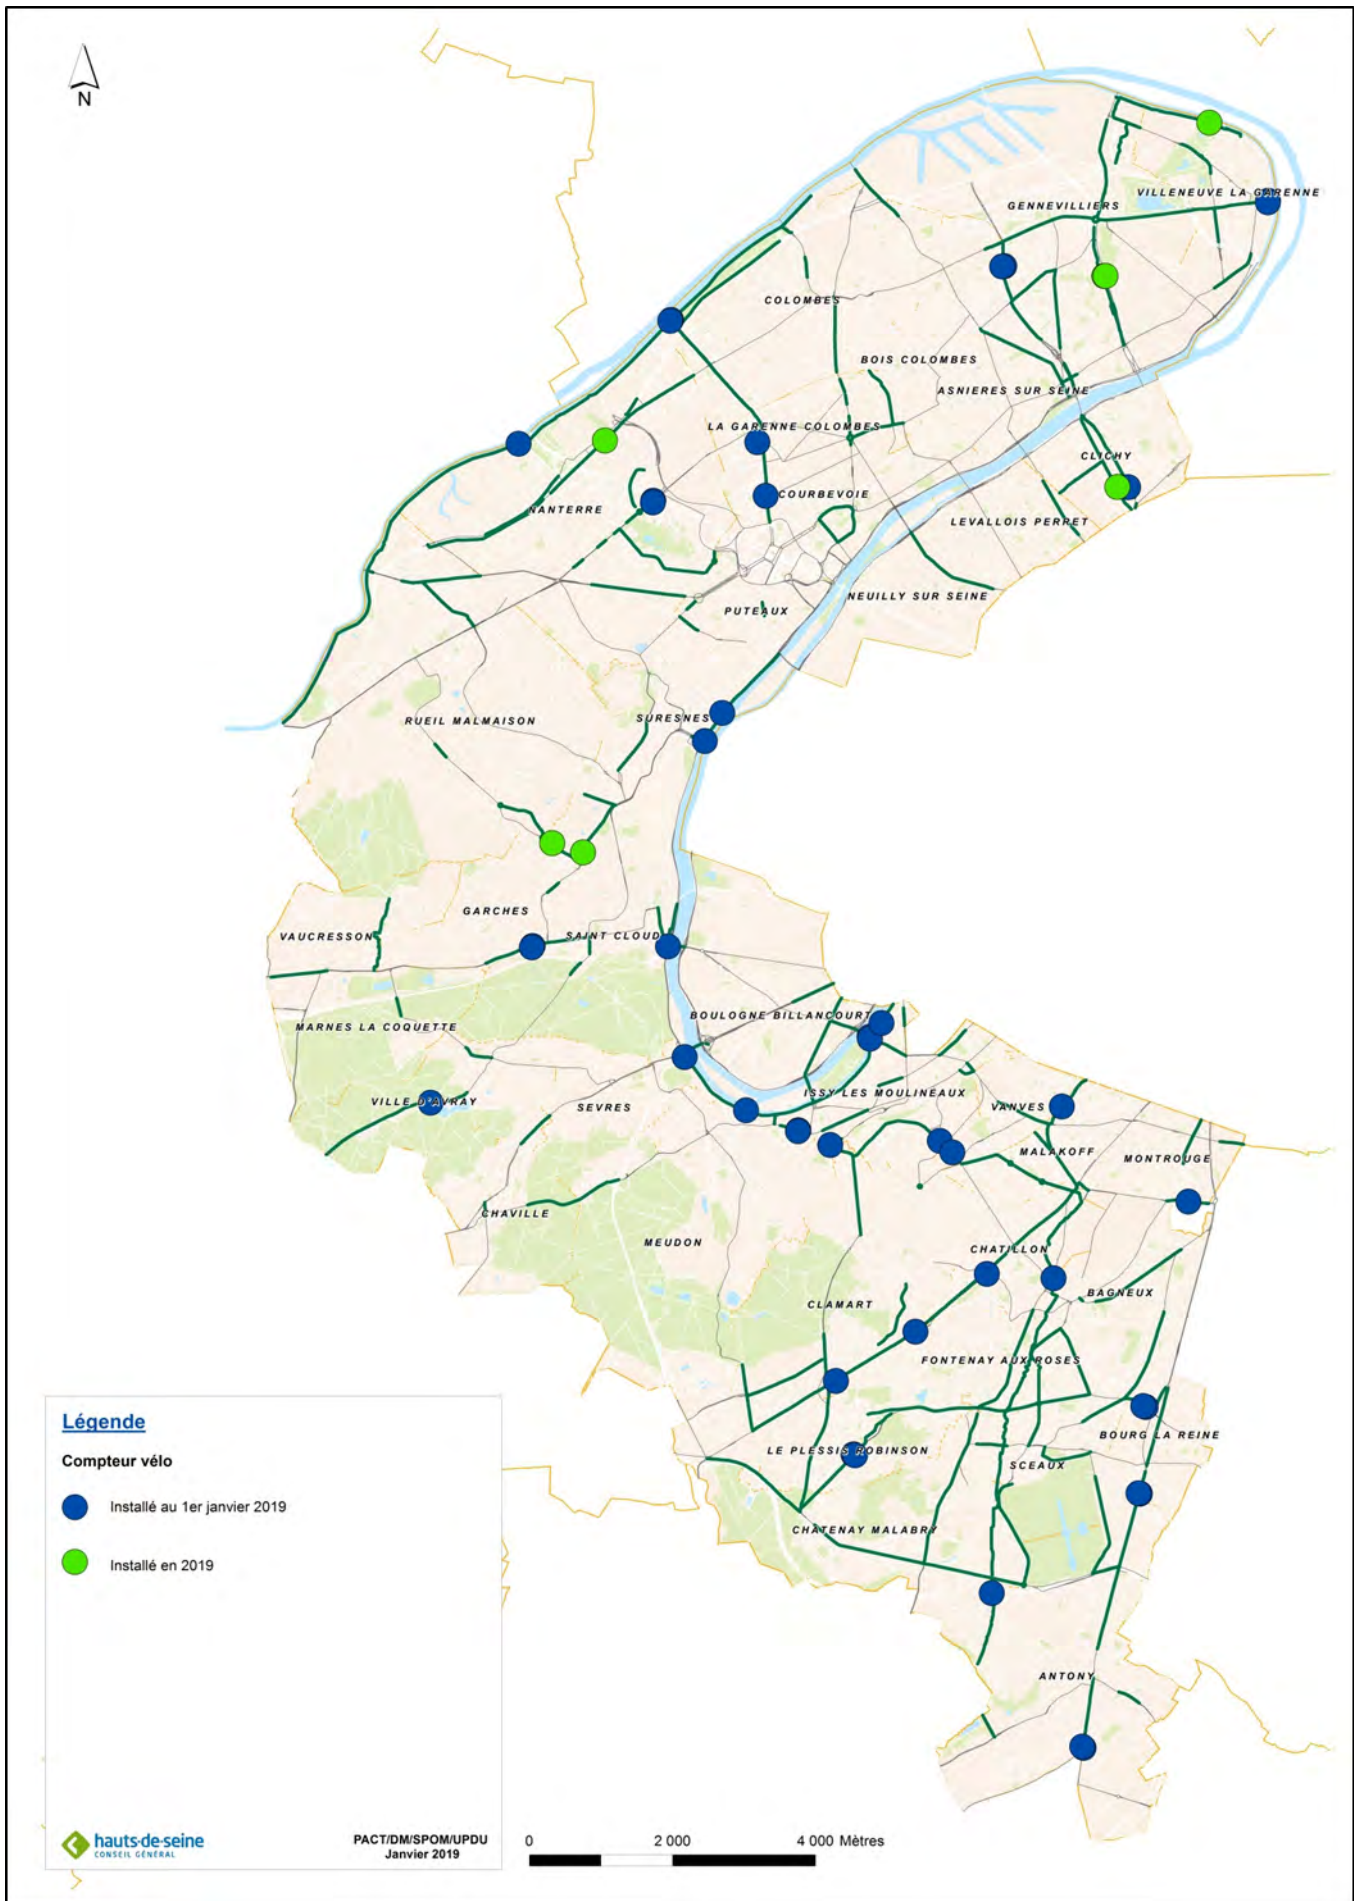 N
VILLENEUVE LA GARENNE
GENNEVILLIERS
COLOMBES
BOIS COLOMBES
ASNIERES SUR SEINE
LA GARENNE COLOMBES
CLICHY
COURBEVOIE
NANTERRE
LEVALLOIS PERRET
NEUILLY SUR SEINE
PUTEAUX
RUEIL MALMAISON
SURESNES
GARCHES
VAUCRESSON
SAINT CLOUD
BOULOGNE BILLANCOURT
MARNES LA COQUETTE
ISSY LES MOULINEAUX
VILLE D'AVRAY
SEVRES
VANVES
MALAKOFF
MONTROUGE
CHAVILLE
MEUDON
CHATILLON
BAGNEUX
CLAMART
FONTENAY AUX ROSES
BOURG LA REINE
LE PLESSIS ROBINSON
SCEAUX
CHATENAY MALABRY
ANTONY
Légende
Compteur vélo
Installé au 1er janvier 2019
Installé en 2019
hauts-de-seine
CONSEIL GÉNÉRAL
PACT/DM/SPOM/UPDU
Janvier 2019
0 2 000 4 000 Mètres